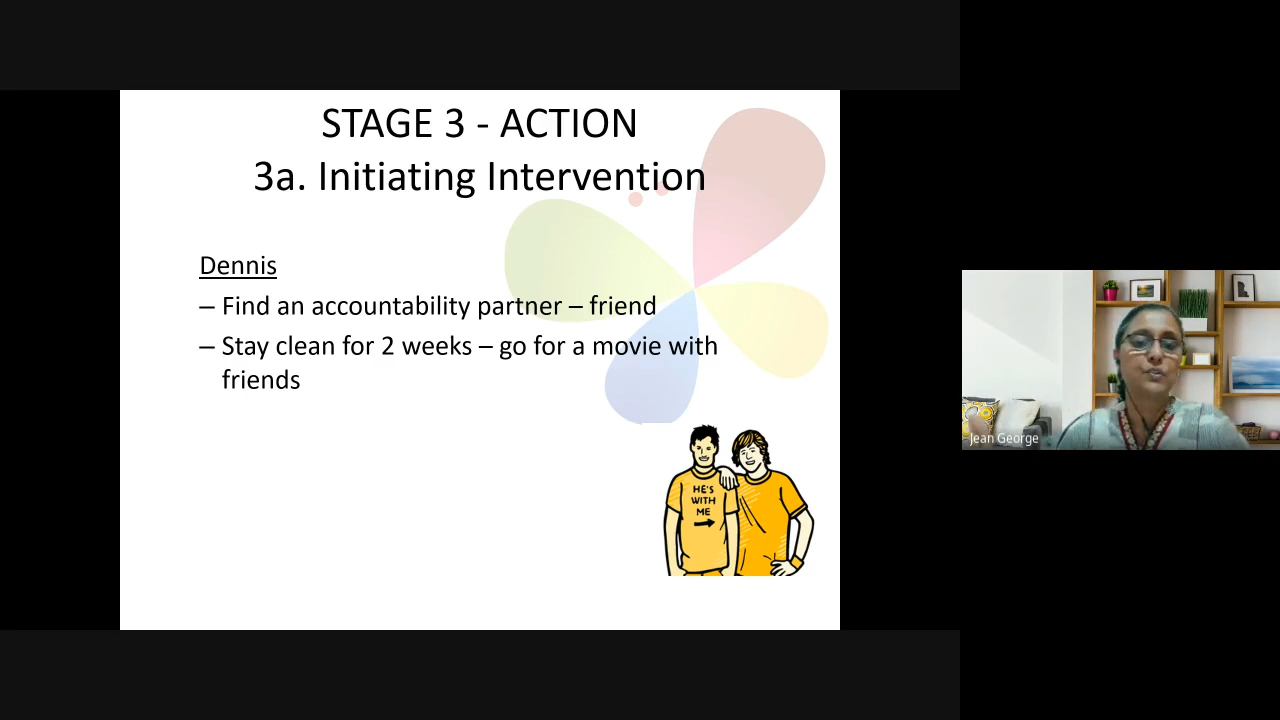 STAGE 3 - ACTION
3a. Initiating Intervention
Dennis
– Find an accountability partner – friend
– Stay clean for 2 weeks – go for a movie with
friends
HE'S
WITH
ME
Jean George